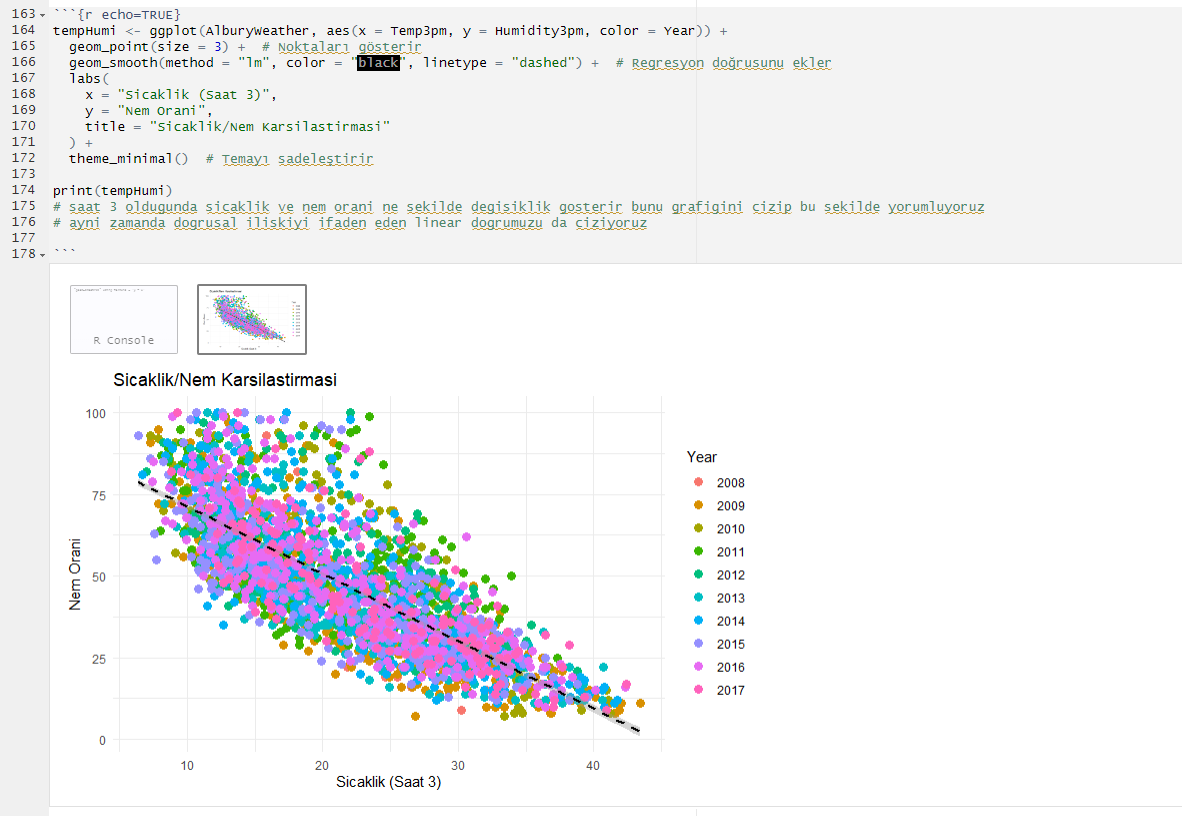 163 ```{r echo=TRUE}
164 tempHumi <- ggplot(AlburyWeather, aes(x = Temp3pm, y = Humidity3pm, color = Year)) +
165 geom_point(size = 3) + # Noktaları gösterir
166 geom_smooth(method = "lm", color = "black", linetype = "dashed") + # Regresyon doğrusunu ekler
167 labs(
168 x = "Sicaklik (Saat 3)",
169 y = "Nem Orani",
170 title = "Sicaklik/Nem Karsilastirmasi"
171 ) +
172 theme_minimal() # Temayı sadeleştirir
173
174 print(tempHumi)
175 # saat 3 oldugunda sicaklik ve nem orani ne sekilde degisiklik gosterir bunu grafigini cizip bu sekilde yorumluyoruz
176 # ayni zamanda dogrusal iliskiyi ifaden eden linear dogrumuzu da ciziyoruz
177
178 ```
R Console
Sicaklik/Nem Karsilastirmasi
100
75
50
25
0
Nem Orani
10 20 30 40
Sicaklik (Saat 3)
Year
2008
2009
2010
2011
2012
2013
2014
2015
2016
2017